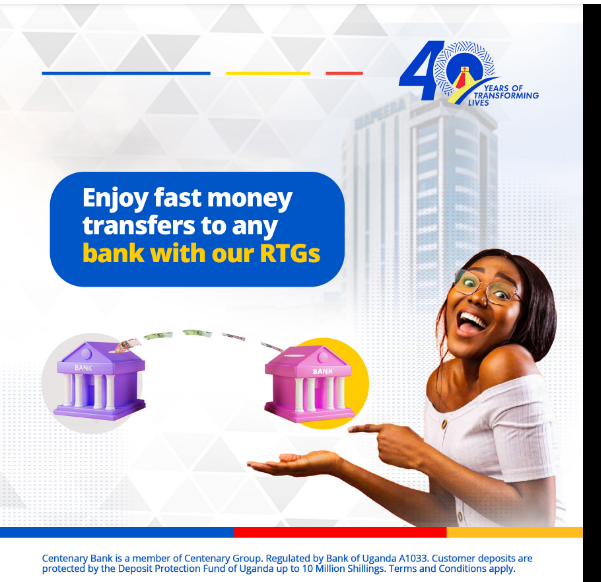 40
YEARS OF
TRANSFORMING
LIVES
MAPEERA
Enjoy fast money
transfers to any
bank with our RTGs
BANK
BANK
Centenary Bank is a member of Centenary Group. Regulated by Bank of Uganda A1033. Customer deposits are
protected by the Deposit Protection Fund of Uganda up to 10 Million Shillings. Terms and Conditions apply.